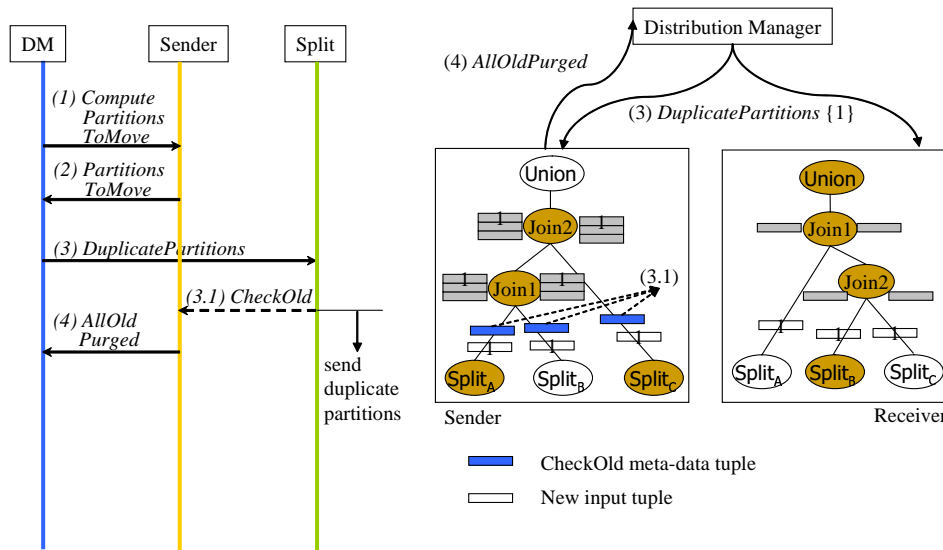 DM
Sender
Split
(1) Compute
Partitions
ToMove
(2) Partitions
ToMove
(3) DuplicatePartitions
(3.1) CheckOld
(4) AllOld
Purged
send
duplicate
partitions
Distribution Manager
(4) AllOldPurged
(3) DuplicatePartitions {1}
Union
1
Join2
1
1
Join1
1
(3.1)
1
1
1
SplitA
SplitB
SplitC
Sender
Union
Join1
Join2
1
1
1
SplitA
SplitB
SplitC
Receiver
CheckOld meta-data tuple
New input tuple